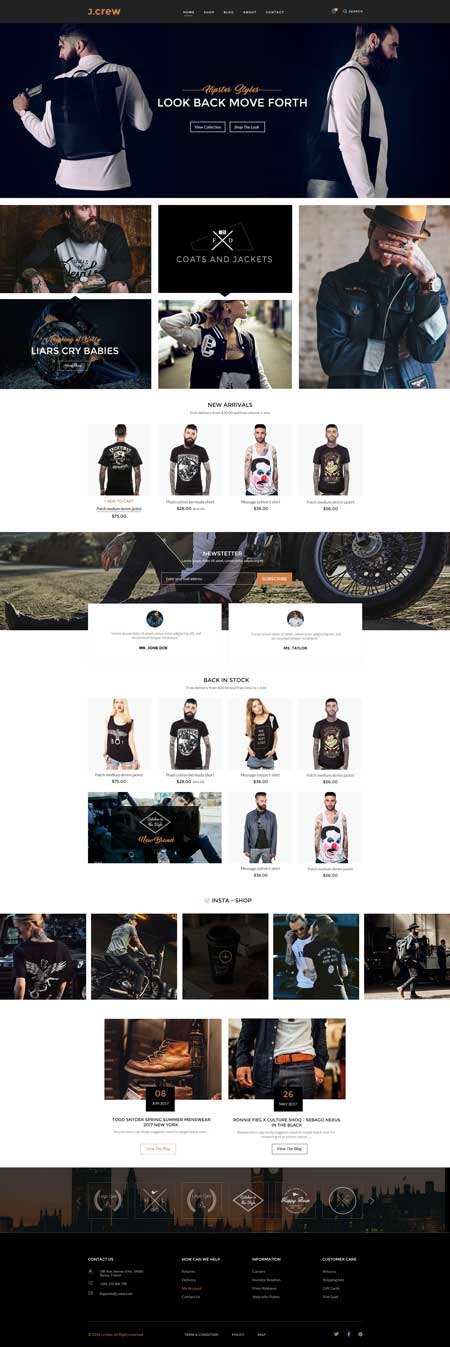 J.crew
HOME SHOP BLOG ABOUT CONTACT
SEARCH
Hipster Styles
LOOK BACK MOVE FORTH
View Collection Shop The Look
F D
COATS AND JACKETS
LIARS CRY BABIES
NEW ARRIVALS
+ ADD TO CART
Patch medium denim jacket
$75.00
Plush cotton bermuda short
$28.00
Message cotton t-shirt
$36.00
Patch medium denim jacket
$56.00
NEWSTETTER
Enter your mail address
SUBSCRIBE
MR. JONE DOE
MS. TAYLOR
BACK IN STOCK
Patch medium denim jacket
$75.00
Plush cotton bermuda short
$28.00
Message cotton t-shirt
$36.00
Patch medium denim jacket
$56.00
New Brand
Message cotton t-shirt
$36.00
Patch medium denim jacket
$56.00
INSTA - SHOP
08
JUN 2017
TODD SNYDER SPRING SUMMER MENSWEAR
2017 NEW YORK
View The Blog
26
MAY 2017
RONNIE FIEG X CULTURE SHOQ - SEBAGO NEXUS
IN THE BLACK
View The Blog
CONTACT US
HOW CAN WE HELP
Returns
Delivery
My Account
Contact Us
INFORMATION
Careers
Investor Relation
Press Releases
Shop with Points
CUSTOMER CARE
Returns
Shipping Info
Gift Cards
Size Guid
TERMS & CONDITION POLICY MAP